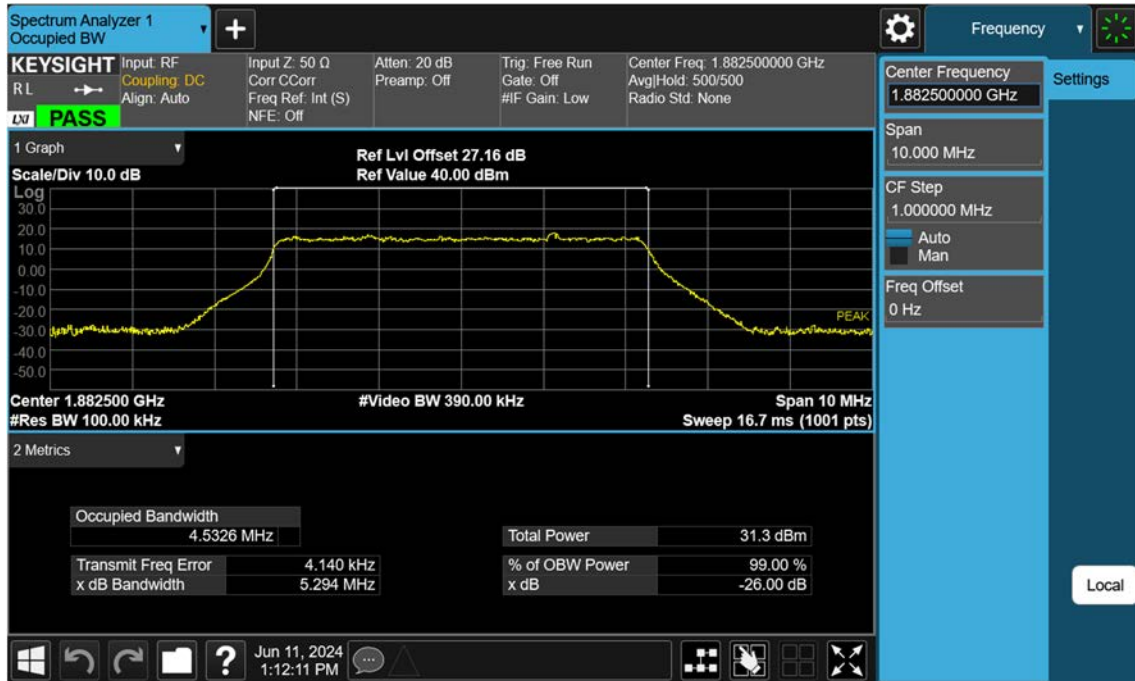 Spectrum Analyzer 1
Occupied BW
Frequency
KEYSIGHT
RL
LXI PASS
Input: RF
Coupling: DC
Align: Auto
Input Z: 50 Ω
Corr CCorr
Freq Ref: Int (S)
NFE: Off
Atten: 20 dB
Preamp: Off
Trig: Free Run
Gate: Off
#IF Gain: Low
Center Freq: 1.882500000 GHz
Avg|Hold: 500/500
Radio Std: None
Center Frequency
1.882500000 GHz
Settings
Span
10.000 MHz
CF Step
1.000000 MHz
Auto
Man
Freq Offset
0 Hz
Local
1 Graph
Scale/Div 10.0 dB
Ref Lvl Offset 27.16 dB
Ref Value 40.00 dBm
Log
30.0
20.0
10.0
0.00
-10.0
-20.0
-30.0
-40.0
-50.0
PEAK
Center 1.882500 GHz
#Video BW 390.00 kHz
Span 10 MHz
#Res BW 100.00 kHz
Sweep 16.7 ms (1001 pts)
2 Metrics
Occupied Bandwidth
4.5326 MHz
Total Power 31.3 dBm
Transmit Freq Error 4.140 kHz
% of OBW Power 99.00 %
x dB Bandwidth 5.294 MHz
x dB -26.00 dB
?
Jun 11, 2024
1:12:11 PM